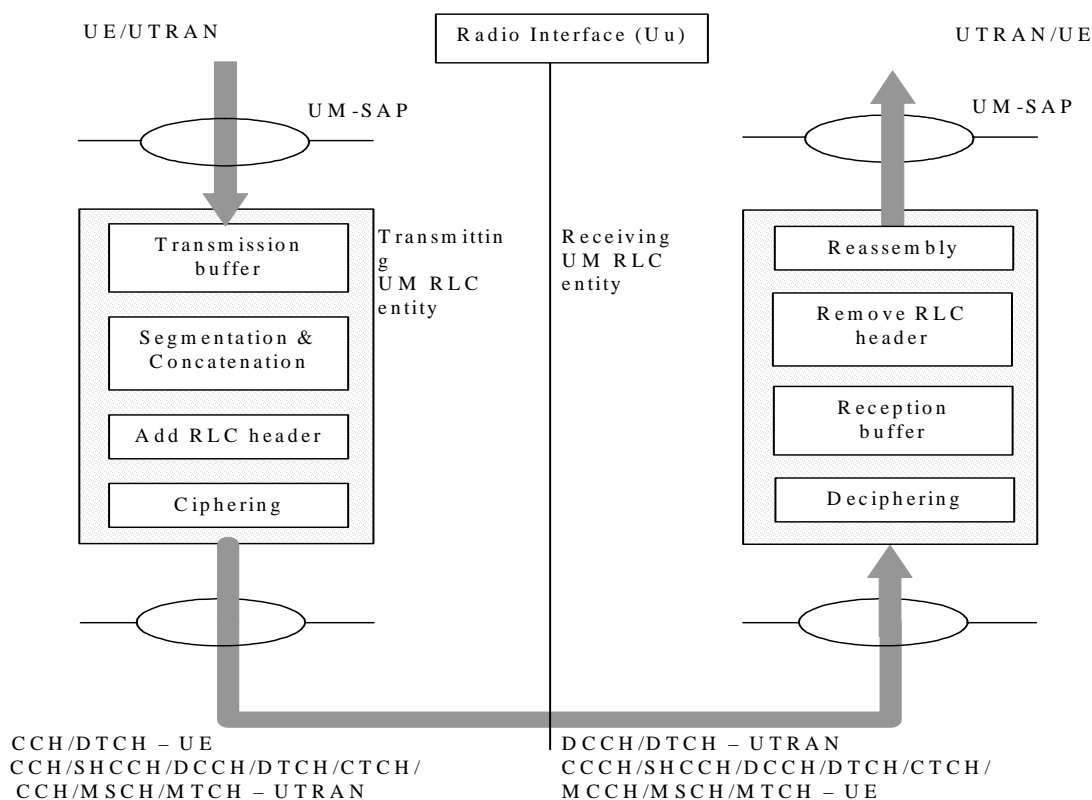 UE/UTRAN
Radio Interface (Uu)
UTRAN/UE
UM-SAP
UM-SAP
Transmission
buffer
Segmentation &
Concatenation
Add RLC header
Ciphering
Transmittin
g
UM RLC
entity
Receiving
UM RLC
entity
Reassembly
Remove RLC
header
Reception
buffer
Deciphering
CCH/DTCH – UE
CCH/SHCCH/DCCH/DTCH/CTCH/
CCH/MSCH/MTCH – UTRAN
DCCH/DTCH – UTRAN
CCCH/SHCCH/DCCH/DTCH/CTCH/
MCCH/MSCH/MTCH – UE